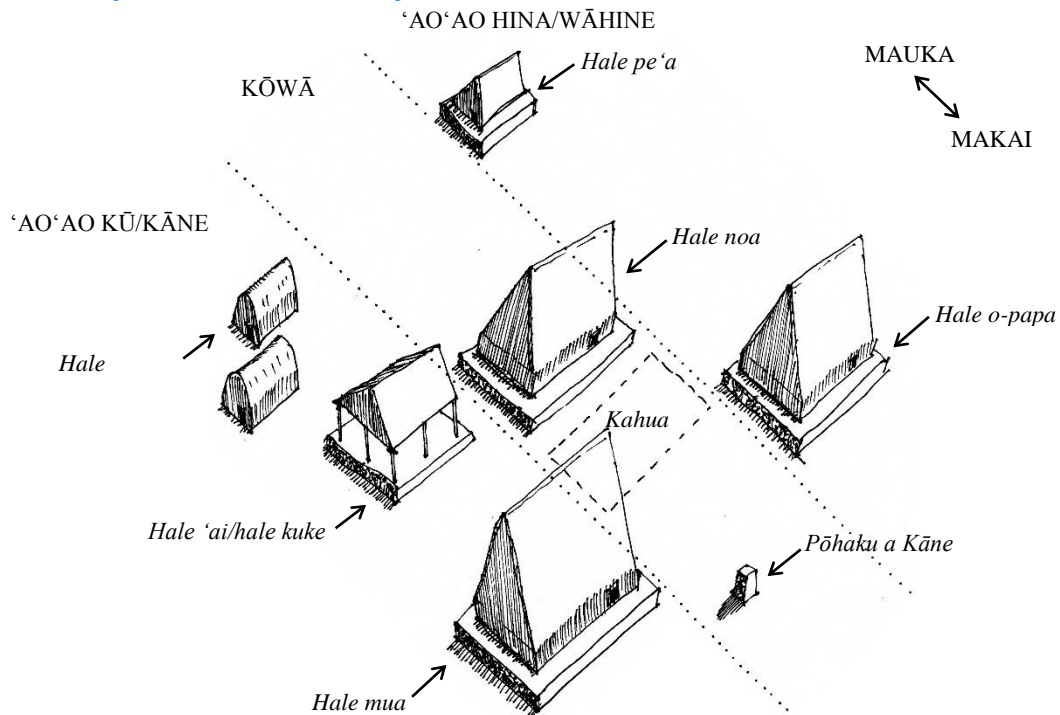 ‘AO‘AO HINA/WĀHINE
Hale pe‘a
MAUKA
KŌWĀ
MAKAI
‘AO‘AO KŪ/KĀNE
Hale noa
Hale o-papa
Hale
Kahua
Hale ‘ai/hale kuke
Pōhaku a Kāne
Hale mua